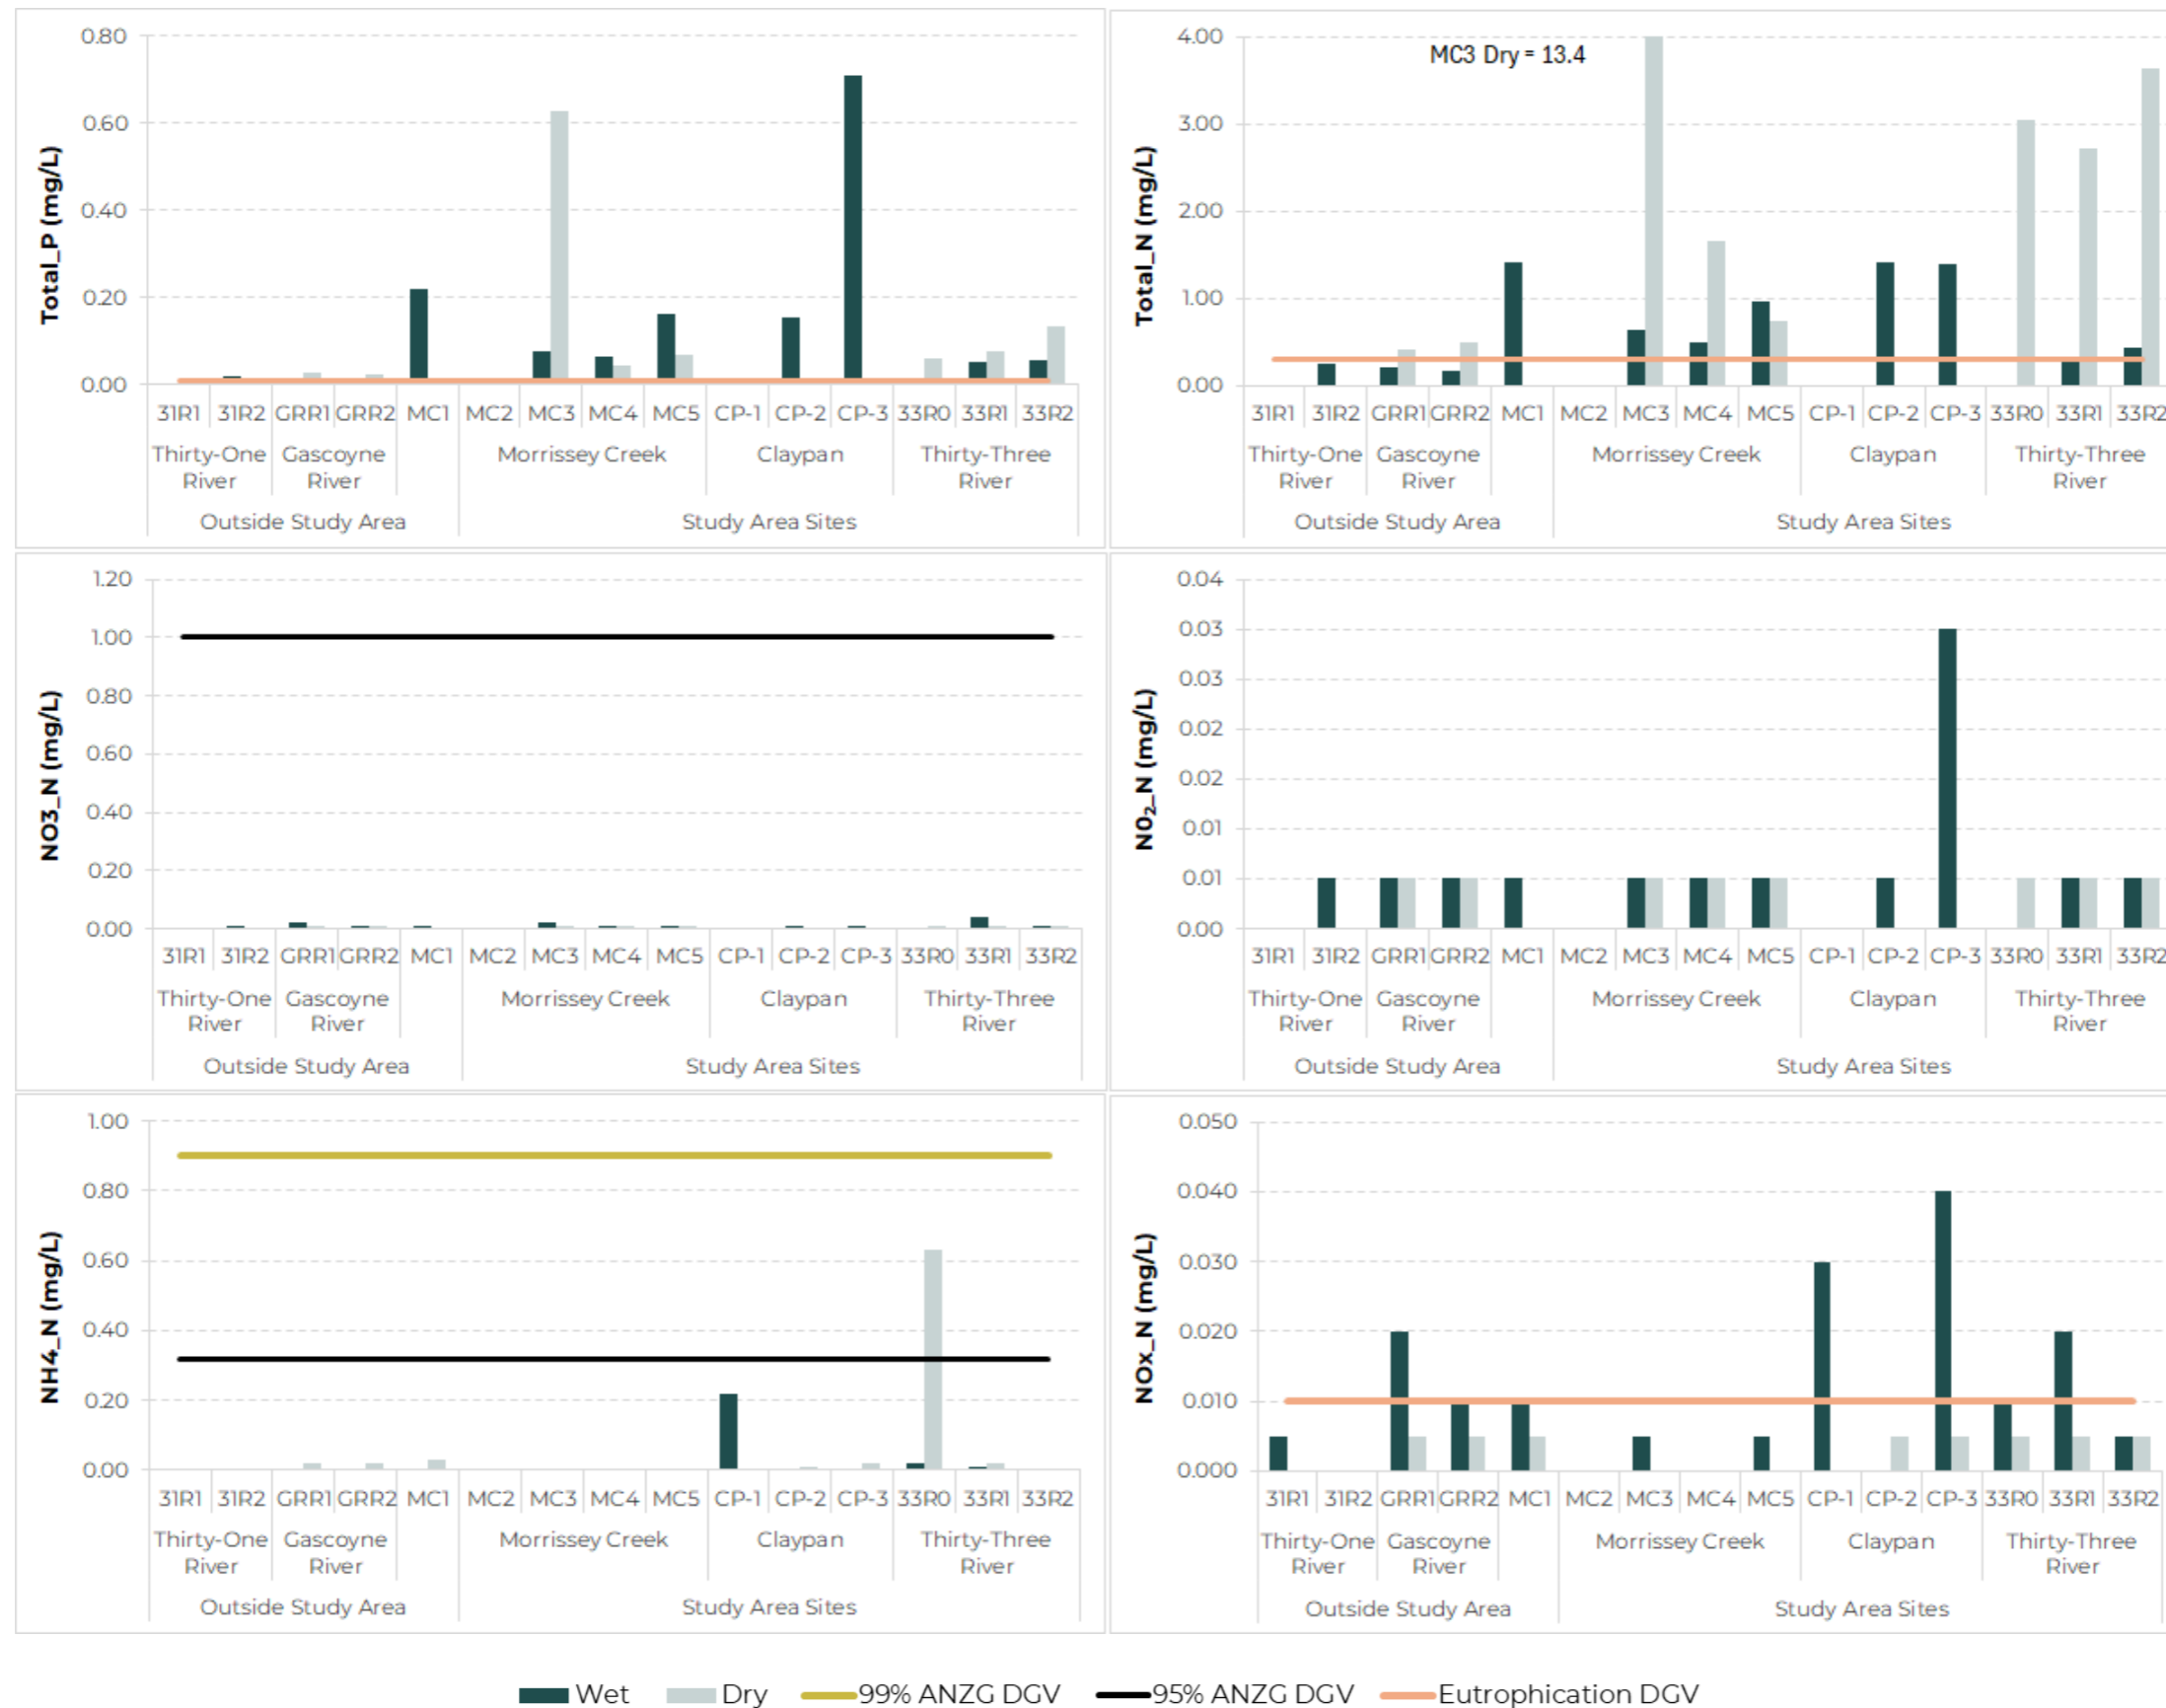 Total_P (mg/L)
0.80
0.60
0.40
0.20
0.00
31R1 31R2 GRR1 GRR2 MC1 MC2 MC3 MC4 MC5 CP-1 CP-2 CP-3 33R0 33R1 33R2
Thirty-One River Gascoyne River Morrissey Creek Claypan Thirty-Three River
Outside Study Area Study Area Sites
Total_N (mg/L)
MC3 Dry = 13.4
4.00
3.00
2.00
1.00
0.00
31R1 31R2 GRR1 GRR2 MC1 MC2 MC3 MC4 MC5 CP-1 CP-2 CP-3 33R0 33R1 33R2
Thirty-One River Gascoyne River Morrissey Creek Claypan Thirty-Three River
Outside Study Area Study Area Sites
NO3_N (mg/L)
1.20
1.00
0.80
0.60
0.40
0.20
0.00
31R1 31R2 GRR1 GRR2 MC1 MC2 MC3 MC4 MC5 CP-1 CP-2 CP-3 33R0 33R1 33R2
Thirty-One River Gascoyne River Morrissey Creek Claypan Thirty-Three River
Outside Study Area Study Area Sites
N0₂_N (mg/L)
0.04
0.03
0.03
0.02
0.02
0.01
0.01
0.00
31R1 31R2 GRR1 GRR2 MC1 MC2 MC3 MC4 MC5 CP-1 CP-2 CP-3 33R0 33R1 33R2
Thirty-One River Gascoyne River Morrissey Creek Claypan Thirty-Three River
Outside Study Area Study Area Sites
NH4_N (mg/L)
1.00
0.80
0.60
0.40
0.20
0.00
31R1 31R2 GRR1 GRR2 MC1 MC2 MC3 MC4 MC5 CP-1 CP-2 CP-3 33R0 33R1 33R2
Thirty-One River Gascoyne River Morrissey Creek Claypan Thirty-Three River
Outside Study Area Study Area Sites
NOx_N (mg/L)
0.050
0.040
0.030
0.020
0.010
0.000
31R1 31R2 GRR1 GRR2 MC1 MC2 MC3 MC4 MC5 CP-1 CP-2 CP-3 33R0 33R1 33R2
Thirty-One River Gascoyne River Morrissey Creek Claypan Thirty-Three River
Outside Study Area Study Area Sites
Wet Dry 99% ANZG DGV 95% ANZG DGV Eutrophication DGV